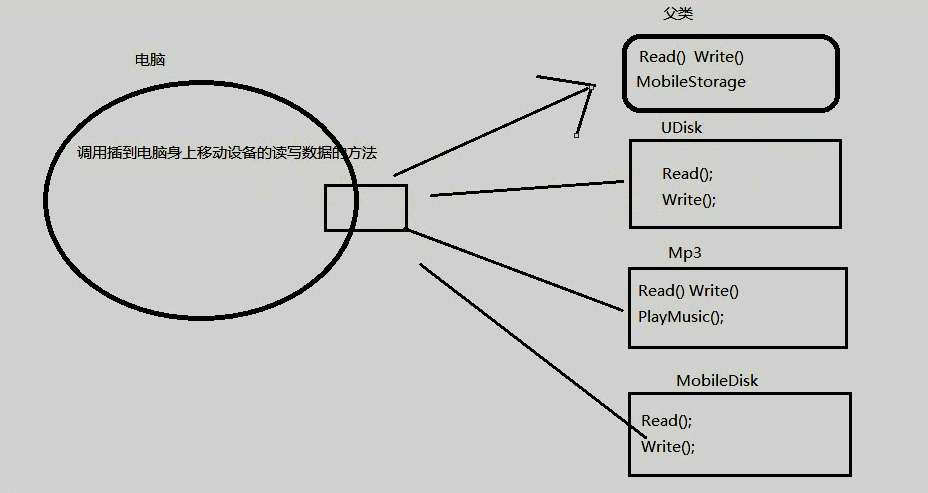 父类
电脑
Read() Write()
MobileStorage
调用插到电脑身上移动设备的读写数据的方法
UDisk
Read();
Write();
Mp3
Read() Write()
PlayMusic();
MobileDisk
Read();
Write();